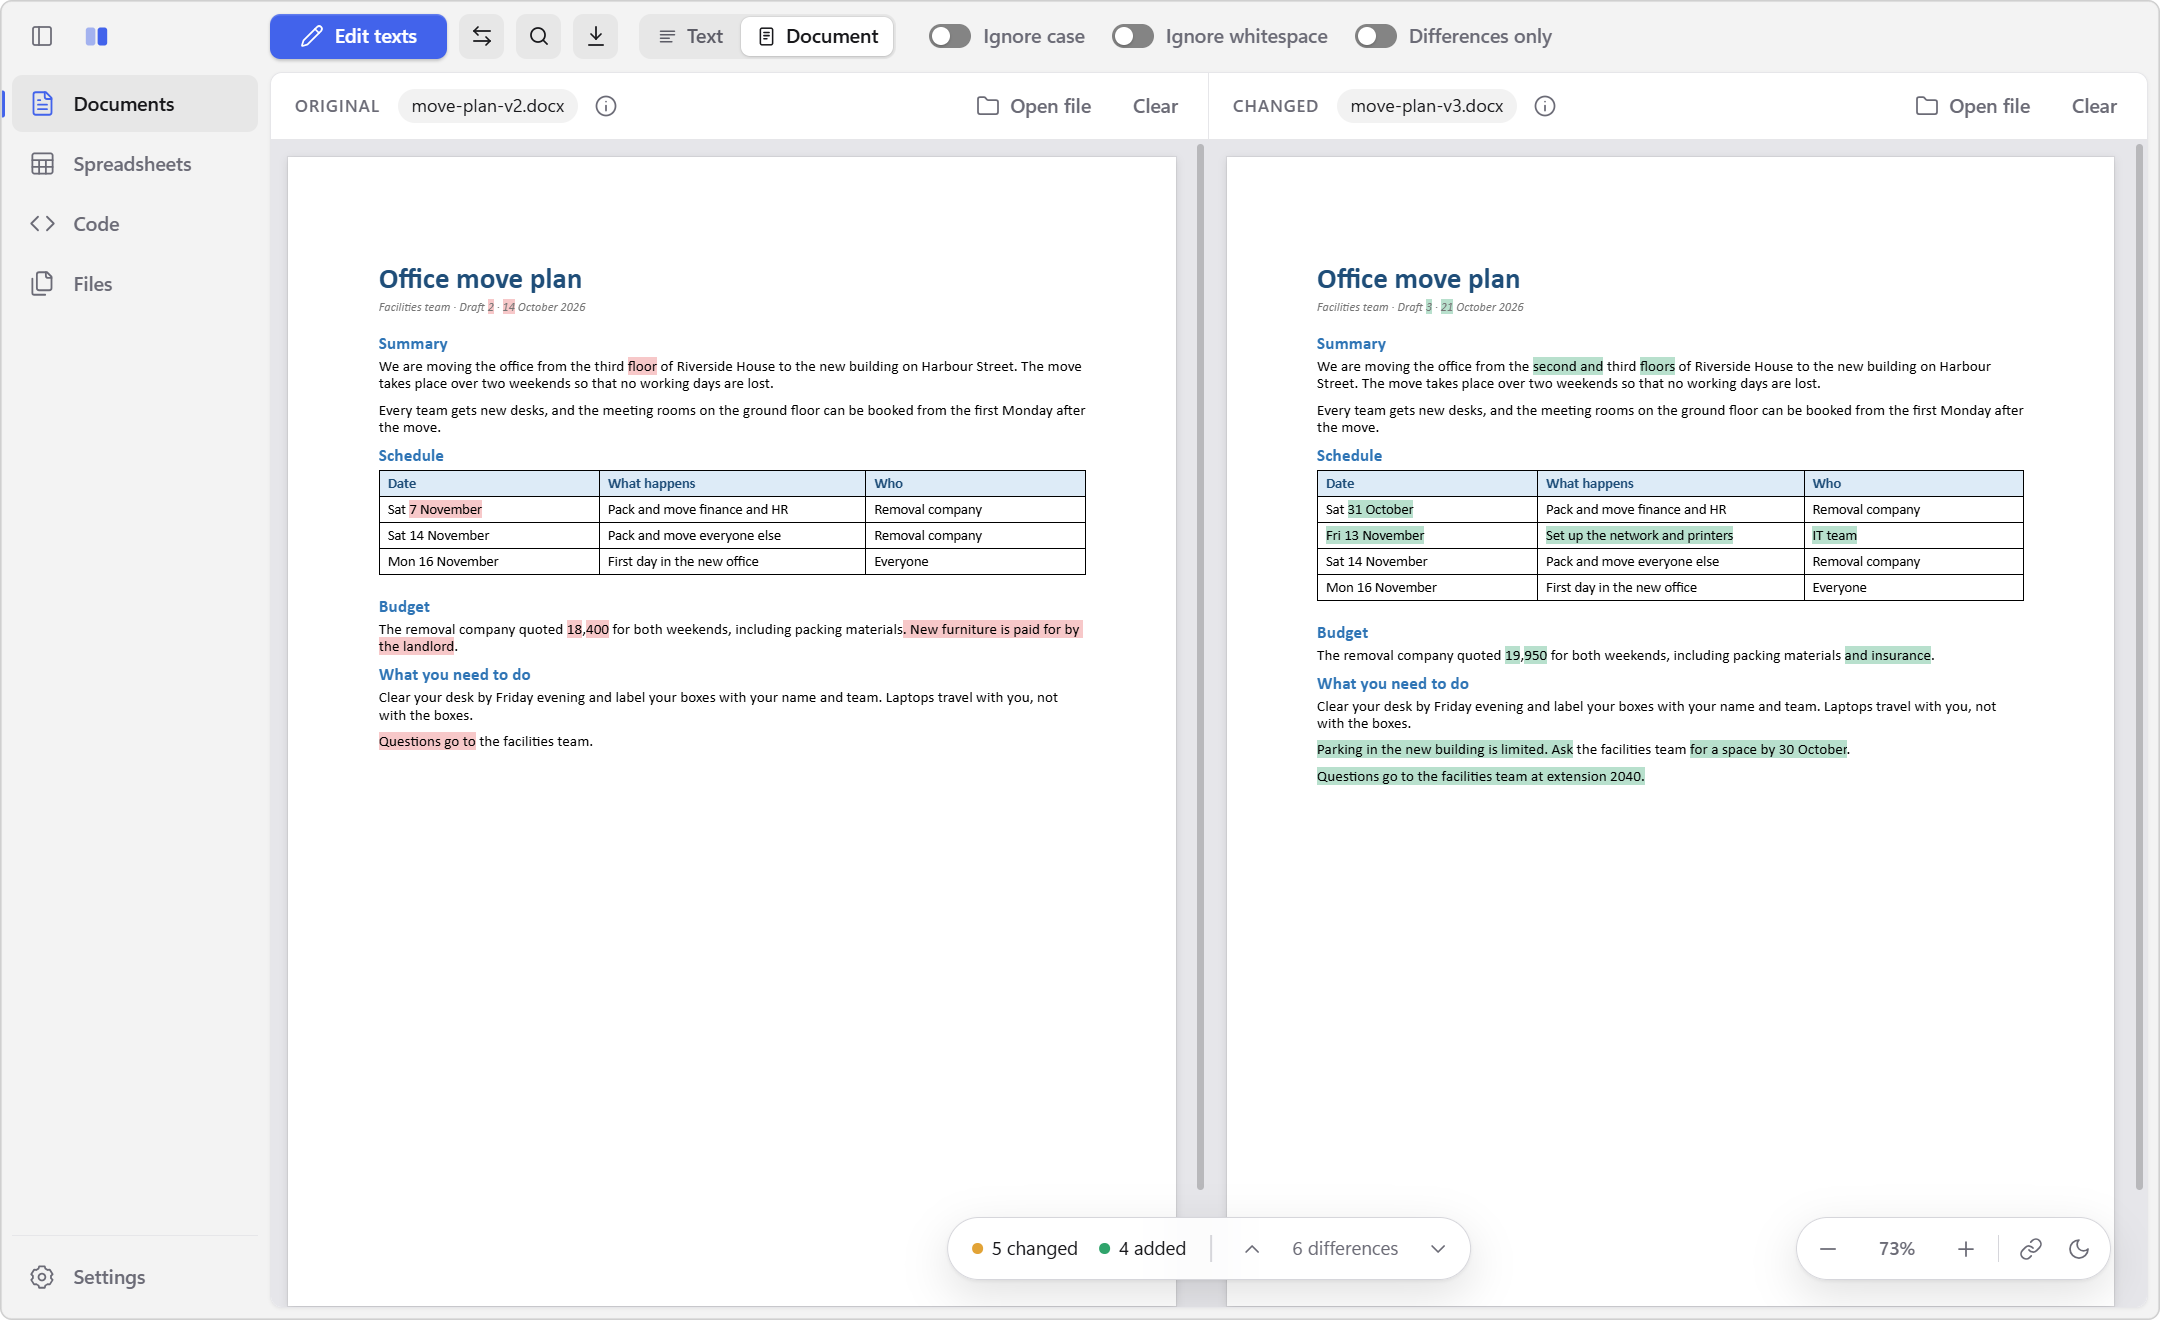 Edit texts
Text
Document
Ignore case
Ignore whitespace
Differences only
Documents
Spreadsheets
Code
Files
Settings
ORIGINAL
move-plan-v2.docx
Open file
Clear
Office move plan
Facilities team · Draft 2 · 14 October 2026
Summary
We are moving the office from the third floor of Riverside House to the new building on Harbour Street. The move
takes place over two weekends so that no working days are lost.
Every team gets new desks, and the meeting rooms on the ground floor can be booked from the first Monday after
the move.
Schedule
Date What happens Who
Sat 7 November Pack and move finance and HR Removal company
Sat 14 November Pack and move everyone else Removal company
Mon 16 November First day in the new office Everyone
Budget
The removal company quoted 18,400 for both weekends, including packing materials. New furniture is paid for by
the landlord.
What you need to do
Clear your desk by Friday evening and label your boxes with your name and team. Laptops travel with you, not
with the boxes.
Questions go to the facilities team.
CHANGED
move-plan-v3.docx
Open file
Clear
Office move plan
Facilities team · Draft 3 · 21 October 2026
Summary
We are moving the office from the second and third floors of Riverside House to the new building on Harbour
Street. The move takes place over two weekends so that no working days are lost.
Every team gets new desks, and the meeting rooms on the ground floor can be booked from the first Monday after
the move.
Schedule
Date What happens Who
Sat 31 October Pack and move finance and HR Removal company
Fri 13 November Set up the network and printers IT team
Sat 14 November Pack and move everyone else Removal company
Mon 16 November First day in the new office Everyone
Budget
The removal company quoted 19,950 for both weekends, including packing materials and insurance.
What you need to do
Clear your desk by Friday evening and label your boxes with your name and team. Laptops travel with you, not
with the boxes.
Parking in the new building is limited. Ask the facilities team for a space by 30 October.
Questions go to the facilities team at extension 2040.
5 changed
4 added
6 differences
73%